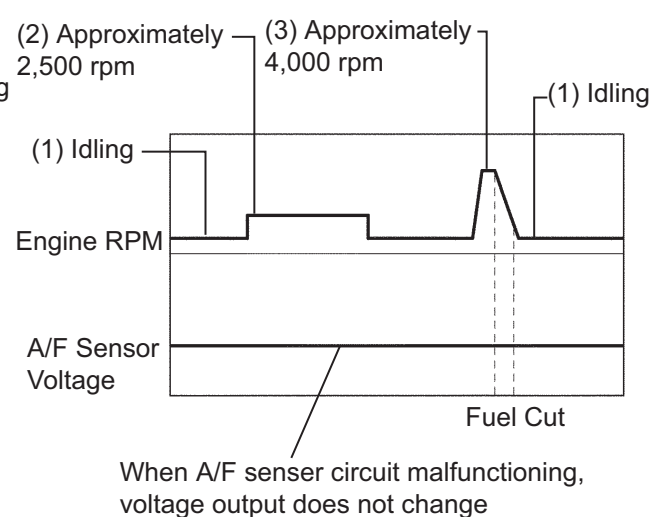 (2) Approximately
2,500 rpm
(3) Approximately
4,000 rpm
g
(1) Idling
(1) Idling
Engine RPM
A/F Sensor
Voltage
Fuel Cut
When A/F senser circuit malfunctioning,
voltage output does not change